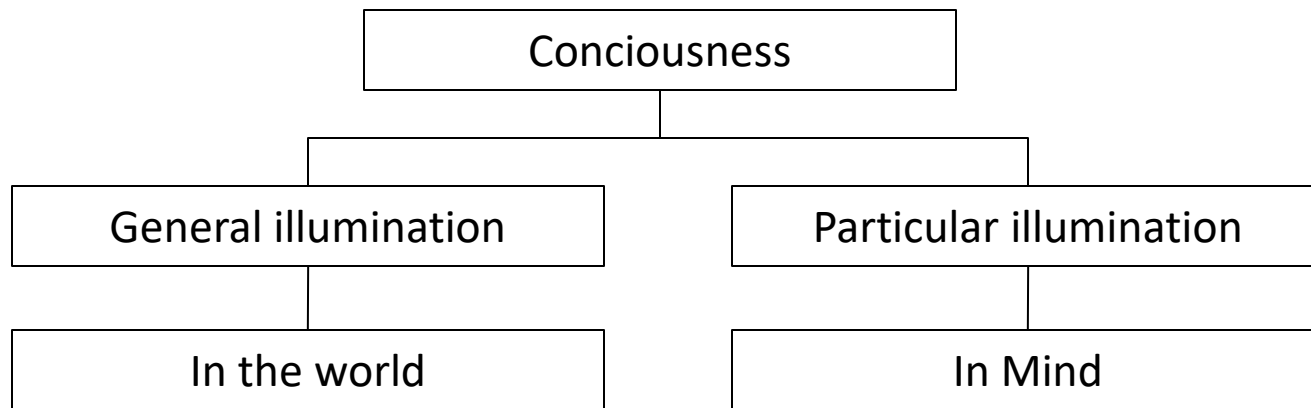 Conciousness
General illumination
Particular illumination
In the world
In Mind